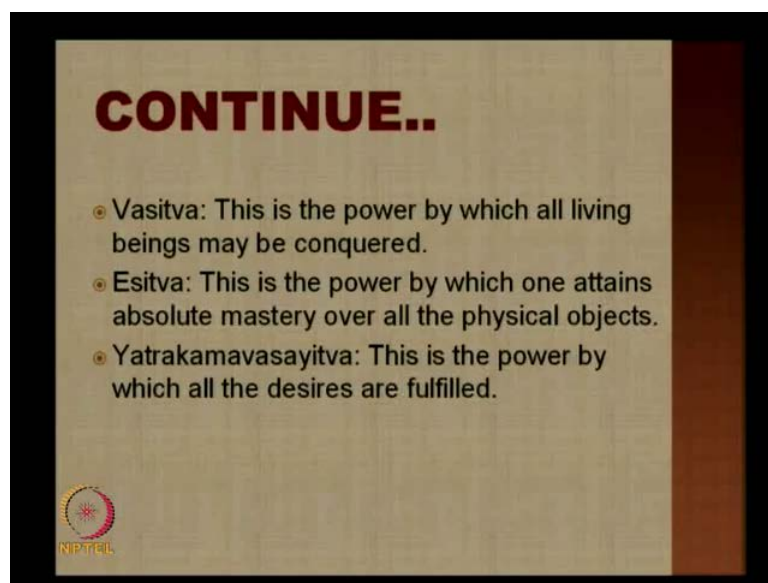 CONTINUE..
Vasitva: This is the power by which all living
beings may be conquered.
Esitva: This is the power by which one attains
absolute mastery over all the physical objects.
Yatrakamavasayitva: This is the power by
which all the desires are fulfilled.
NPTEL